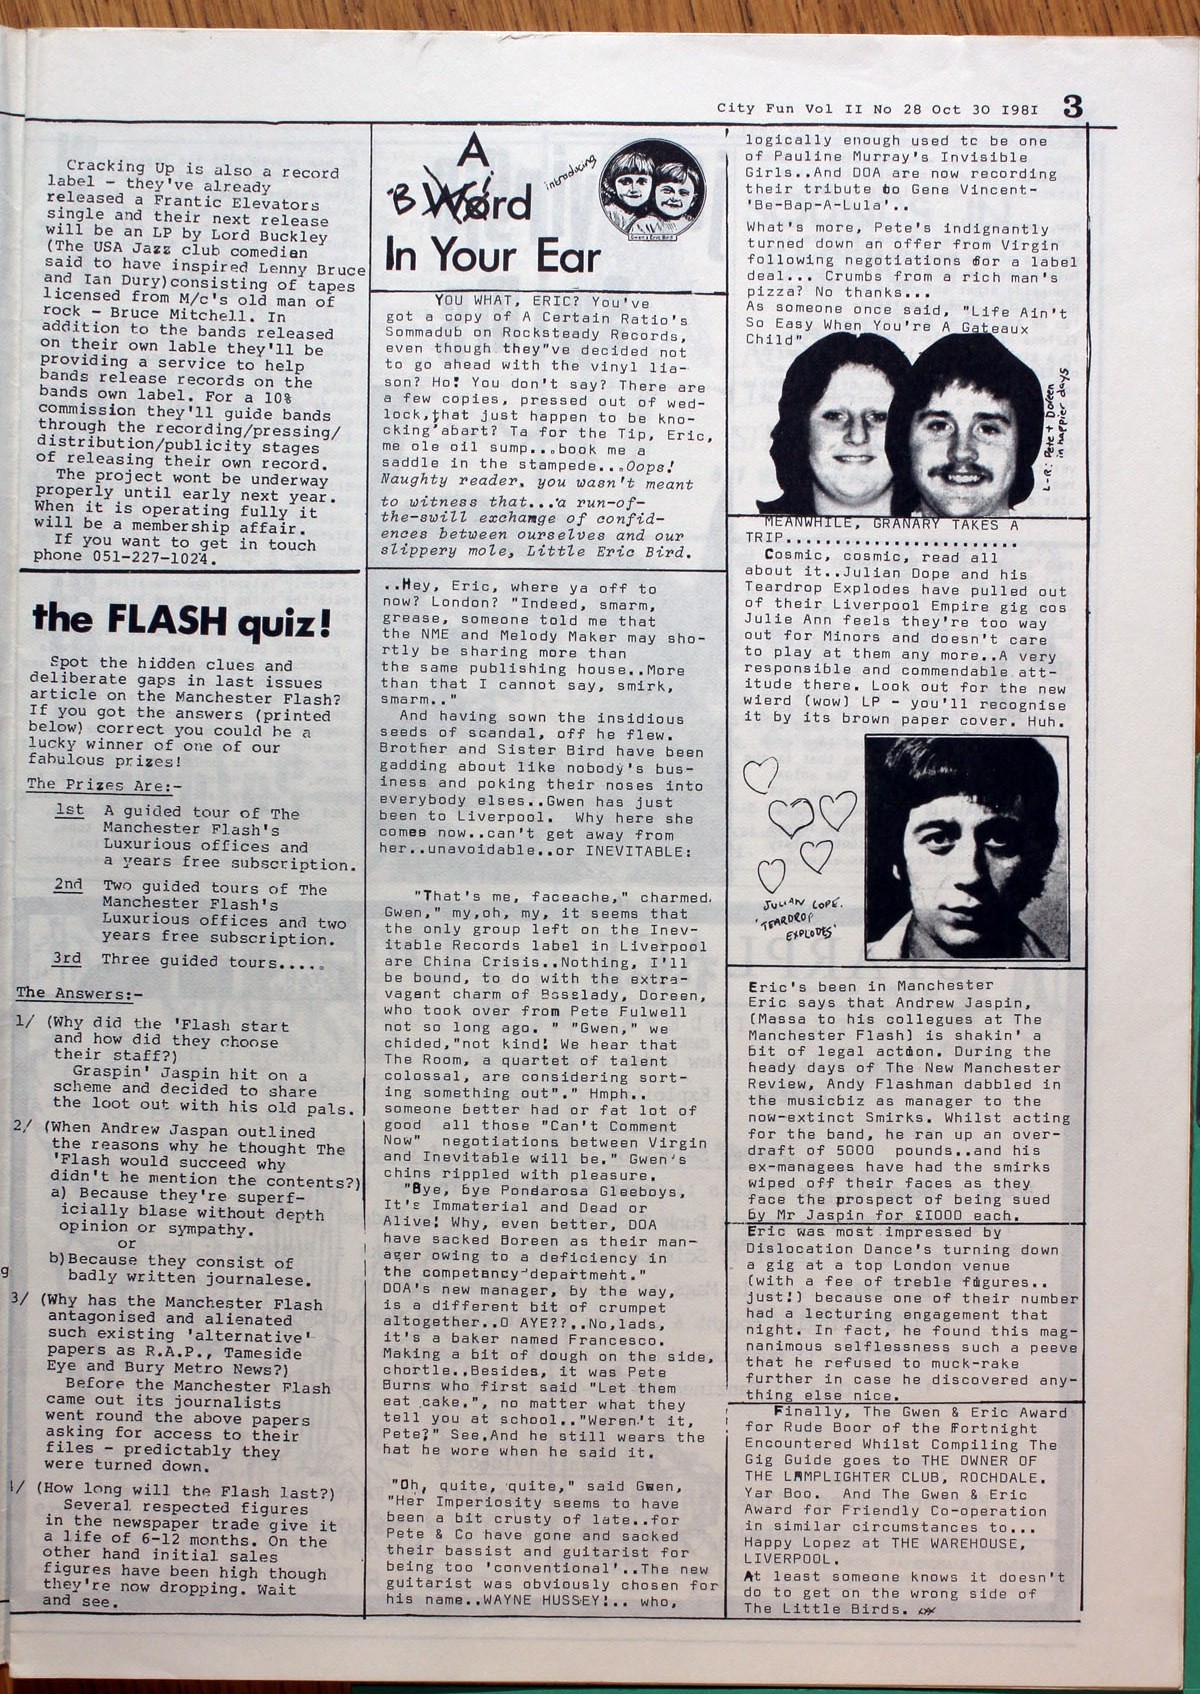 City Fun Vol II No 28 Oct 30 I98I 3
Cracking Up is also a record
label - they've already
released a Frantic Elevators
single and their next release
will be an LP by Lord Buckley
(The USA Jazz club comedian
said to have inspired Lenny Bruce
and Ian Dury)consisting of tapes
licensed from M/c's old man of
rock - Bruce Mitchell. In
addition to the bands released
on their own lable they'll be
providing a service to help
bands release records on the
bands own label. For a 10%
commission they'll guide bands
through the recording/pressing/
distribution/publicity stages
of releasing their own record.
The project wont be underway
properly until early next year.
When it is operating fully it
will be a membership affair.
If you want to get in touch
phone 051-227-1024.
the FLASH quiz!
Spot the hidden clues and
deliberate gaps in last issues
article on the Manchester Flash?
If you got the answers (printed
below) correct you could be a
lucky winner of one of our
fabulous prizes!
The Prizes Are:-
1st A guided tour of The
Manchester Flash's
Luxurious offices and
a years free subscription.
2nd Two guided tours of The
Manchester Flash's
Luxurious offices and two
years free subscription.
3rd Three guided tours.....
The Answers:-
1/ (Why did the 'Flash start
and how did they choose
their staff?)
Graspin' Jaspin hit on a
scheme and decided to share
the loot out with his old pals.
2/ (When Andrew Jaspan outlined
the reasons why he thought The
'Flash would succeed why
didn't he mention the contents?)
a) Because they're superf-
icially blase without depth
opinion or sympathy.
or
b)Because they consist of
badly written journalese.
3/ (Why has the Manchester Flash
antagonised and alienated
such existing 'alternative'
papers as R.A.P., Tameside
Eye and Bury Metro News?)
Before the Manchester Flash
came out its journalists
went round the above papers
asking for access to their
files - predictably they
were turned down.
/ (How long will the Flash last?)
Several respected figures
in the newspaper trade give it
a life of 6-12 months. On the
other hand initial sales
figures have been high though
they're now dropping. Wait
and see.
A
'B Word
In Your Ear
introducing
Gwen & Eric Bird
YOU WHAT, ERIC? You've
got a copy of A Certain Ratio's
Sommadub on Rocksteady Records,
even though they"ve decided not
to go ahead with the vinyl lia-
son? Ho! You don't say? There are
a few copies, pressed out of wed-
lock,that just happen to be kno-
cking'abart? Ta for the Tip, Eric,
me ole oil sump...book me a
saddle in the stampede...Oops!
Naughty reader, you wasn't meant
to witness that...'a run-of-
the-swill exchange of confid-
ences between ourselves and our
slippery mole, Little Eric Bird.
..Hey, Eric, where ya off to
now? London? "Indeed, smarm,
grease, someone told me that
the NME and Melody Maker may sho-
rtly be sharing more than
the same publishing house..More
than that I cannot say, smirk,
smarm.."
And having sown the insidious
seeds of scandal, off he flew.
Brother and Sister Bird have been
gadding about like nobody's bus-
iness and poking their noses into
everybody elses..Gwen has just
been to Liverpool. Why here she
comes now..can't get away from
her..unavoidable..or INEVITABLE:
"That's me, faceache," charmed.
Gwen," my,oh, my, it seems that
the only group left on the Inev-
itable Records label in Liverpool
are China Crisis..Nothing, I'll
be bound, to do with the extra-
vagant charm of Bosslady, Doreen,
who took over from Pete Fulwell
not so long ago. " "Gwen," we
chided,"not kind! We hear that
The Room, a quartet of talent
colossal, are considering sort-
ing something out"." Hmph..
someone better had or fat lot of
good all those "Can't Comment
Now" negotiations between Virgin
and Inevitable will be." Gwen's
chins rippled with pleasure.
"Bye, bye Pondarosa Gleeboys,
It's Immaterial and Dead or
Alive! Why, even better, DOA
have sacked Doreen as their man-
ager owing to a deficiency in
the competancy-department."
DOA's new manager, by the way,
is a different bit of crumpet
altogether..O AYE??..No,lads,
it's a baker named Francesco.
Making a bit of dough on the side,
chortle..Besides, it was Pete
Burns who first said "Let them
eat cake.", no matter what they
tell you at school.."Weren't it,
Pete?" See.And he still wears the
hat he wore when he said it.
"Oh, quite, quite," said Gwen,
"Her Imperiosity seems to have
been a bit crusty of late..for
Pete & Co have gone and sacked
their bassist and guitarist for
being too 'conventional'..The new
guitarist was obviously chosen for
his name..WAYNE HUSSEY!.. who,
logically enough used to be one
of Pauline Murray's Invisible
Girls..And DOA are now recording
their tribute to Gene Vincent-
'Be-Bap-A-Lula'..
What's more, Pete's indignantly
turned down an offer from Virgin
following negotiations for a label
deal... Crumbs from a rich man's
pizza? No thanks...
As someone once said, "Life Ain't
So Easy When You're A Gateaux
Child"
L-R: Pete + Doreen
in happier days
MEANWHILE, GRANARY TAKES A
TRIP........................
Cosmic, cosmic, read all
about it..Julian Dope and his
Teardrop Explodes have pulled out
of their Liverpool Empire gig cos
Julie Ann feels they're too way
out for Minors and doesn't care
to play at them any more..A very
responsible and commendable att-
itude there. Look out for the new
wierd (wow) LP - you'll recognise
it by its brown paper cover. Huh.
JULIAN COPE.
'TEARDROP
EXPLODES'
Eric's been in Manchester
Eric says that Andrew Jaspin,
(Massa to his collegues at The
Manchester Flash) is shakin' a
bit of legal action. During the
heady days of The New Manchester
Review, Andy Flashman dabbled in
the musicbiz as manager to the
now-extinct Smirks. Whilst acting
for the band, he ran up an over-
draft of 5000 pounds..and his
ex-managees have had the smirks
wiped off their faces as they
face the prospect of being sued
by Mr Jaspin for £I000 each.
Eric was most impressed by
Dislocation Dance's turning down
a gig at a top London venue
(with a fee of treble figures..
just!) because one of their number
had a lecturing engagement that
night. In fact, he found this mag-
nanimous selflessness such a peeve
that he refused to muck-rake
further in case he discovered any-
thing else nice.
Finally, The Gwen & Eric Award
for Rude Boor of the Fortnight
Encountered Whilst Compiling The
Gig Guide goes to THE OWNER OF
THE LAMPLIGHTER CLUB, ROCHDALE.
Yar Boo. And The Gwen & Eric
Award for Friendly Co-operation
in similar circumstances to...
Happy Lopez at THE WAREHOUSE,
LIVERPOOL.
At least someone knows it doesn't
do to get on the wrong side of
The Little Birds.